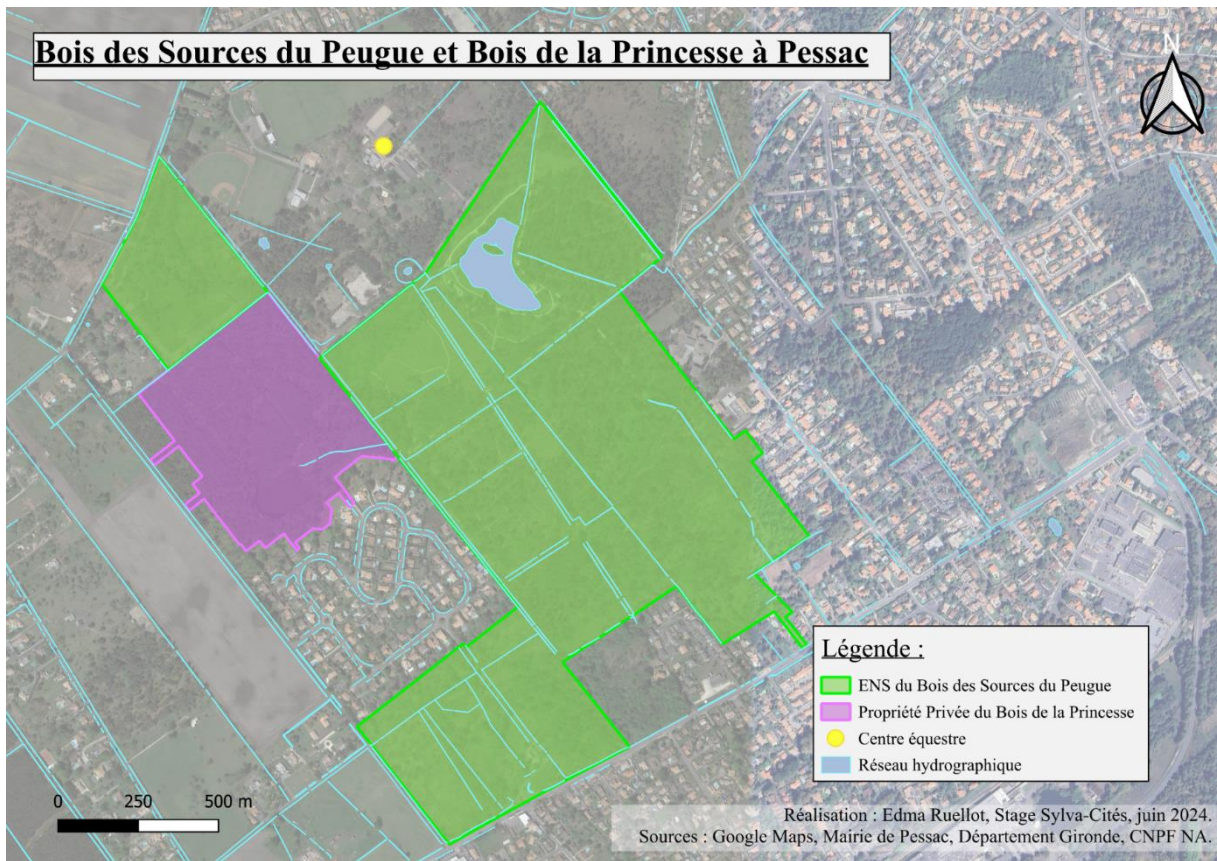 Bois des Sources du Peugue et Bois de la Princesse à Pessac
N
Légende :
ENS du Bois des Sources du Peugue
Propriété Privée du Bois de la Princesse
Centre équestre
Réseau hydrographique
0 250 500 m
Réalisation : Edma Ruellot, Stage Sylva-Cités, juin 2024.
Sources : Google Maps, Mairie de Pessac, Département Gironde, CNPF NA.